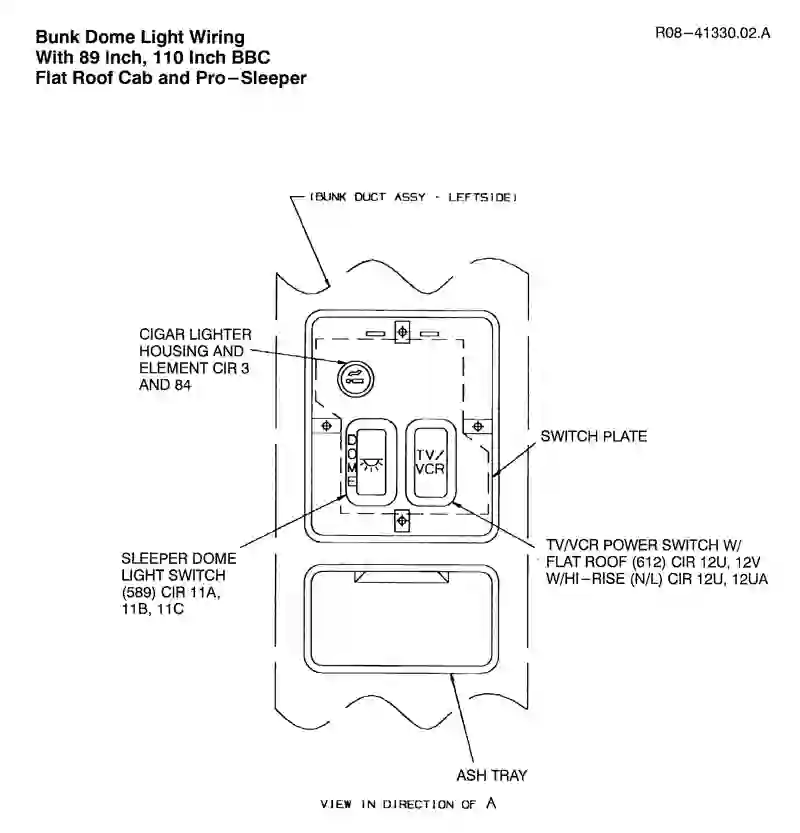 Bunk Dome Light Wiring
With 89 Inch, 110 Inch BBC
Flat Roof Cab and Pro-Sleeper
R08-41330.02.A
(BUNK DUCT ASSY - LEFTSIDE)
CIGAR LIGHTER
HOUSING AND
ELEMENT CIR 3
AND 84
SWITCH PLATE
DOME
TV/
VCR
SLEEPER DOME
LIGHT SWITCH
(589) CIR 11A,
11B, 11C
TV/VCR POWER SWITCH W/
FLAT ROOF (612) CIR 12U, 12V
W/HI-RISE (N/L) CIR 12U, 12UA
ASH TRAY
VIEW IN DIRECTION OF A